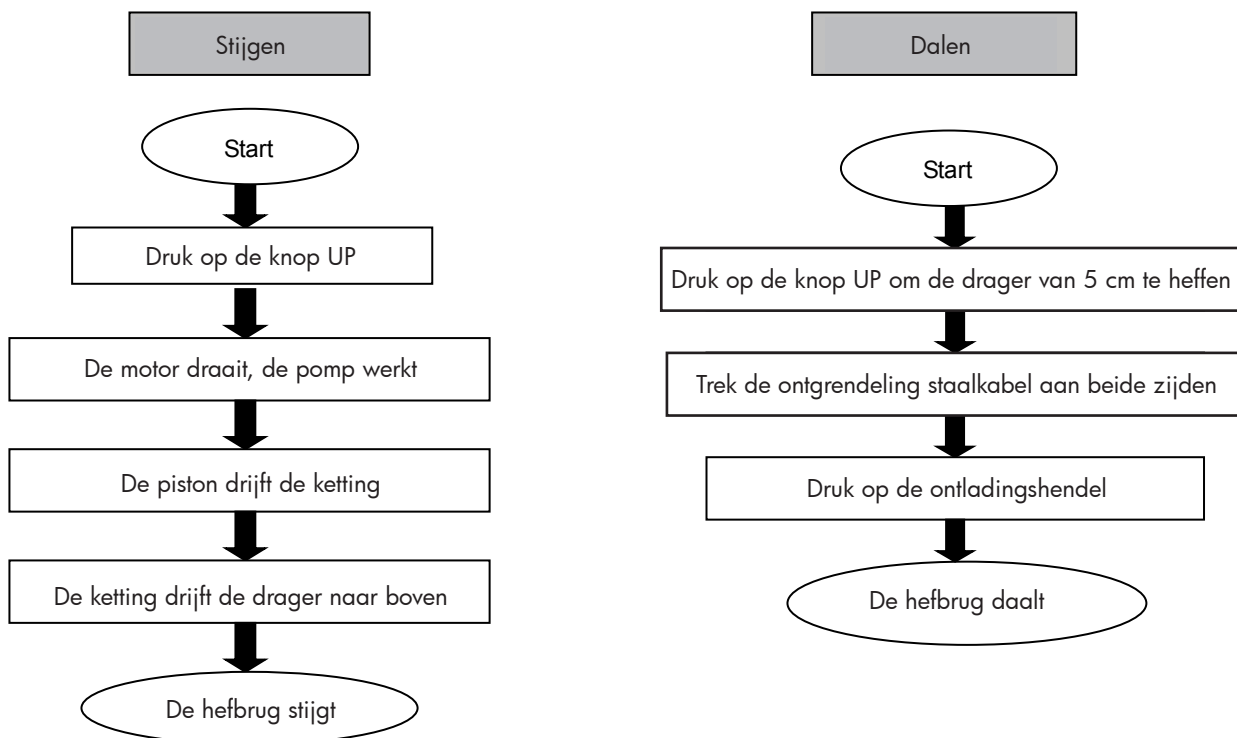 Stijgen
Start
Druk op de knop UP
De motor draait, de pomp werkt
De piston drijft de ketting
De ketting drijft de drager naar boven
De hefbrug stijgt
Dalen
Start
Druk op de knop UP om de drager van 5 cm te heffen
Trek de ontgrendeling staalkabel aan beide zijden
Druk op de ontladingshendel
De hefbrug daalt